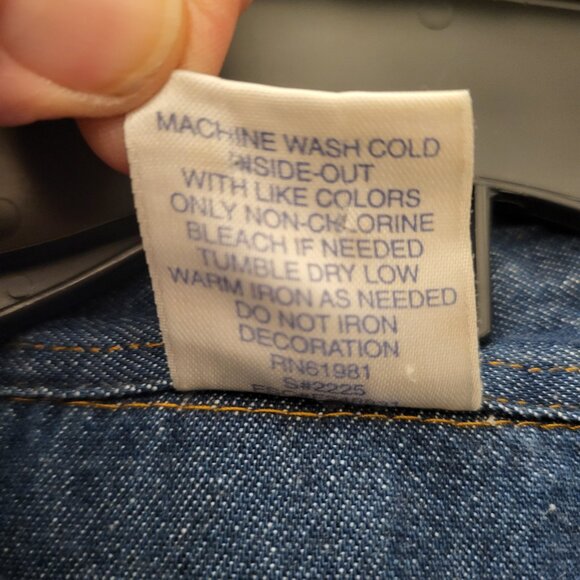 MACHINE WASH COLD
INSIDE-OUT
WITH LIKE COLORS
ONLY NON-CHLORINE
BLEACH IF NEEDED
TUMBLE DRY LOW
WARM IRON AS NEEDED
DO NOT IRON
DECORATION
RN61981
S#2225